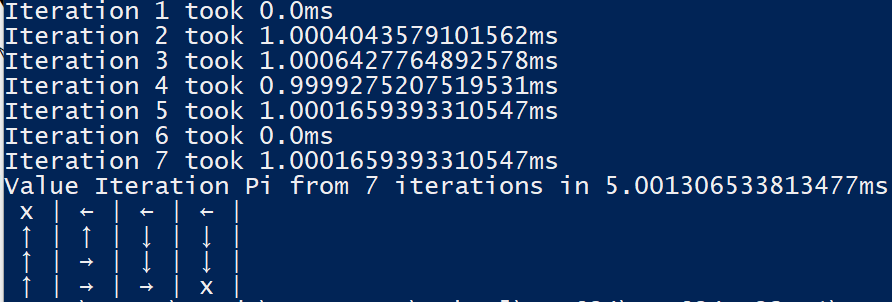 Iteration 1 took 0.0ms
Iteration 2 took 1.0004043579101562ms
Iteration 3 took 1.0006427764892578ms
Iteration 4 took 0.9999275207519531ms
Iteration 5 took 1.0001659393310547ms
Iteration 6 took 0.0ms
Iteration 7 took 1.0001659393310547ms
Value Iteration Pi from 7 iterations in 5.001306533813477ms
x | ← | ← | ← |
↑ | ↑ | ↓ | ↓ |
↑ | → | ↓ | ↓ |
↑ | → | → | x |